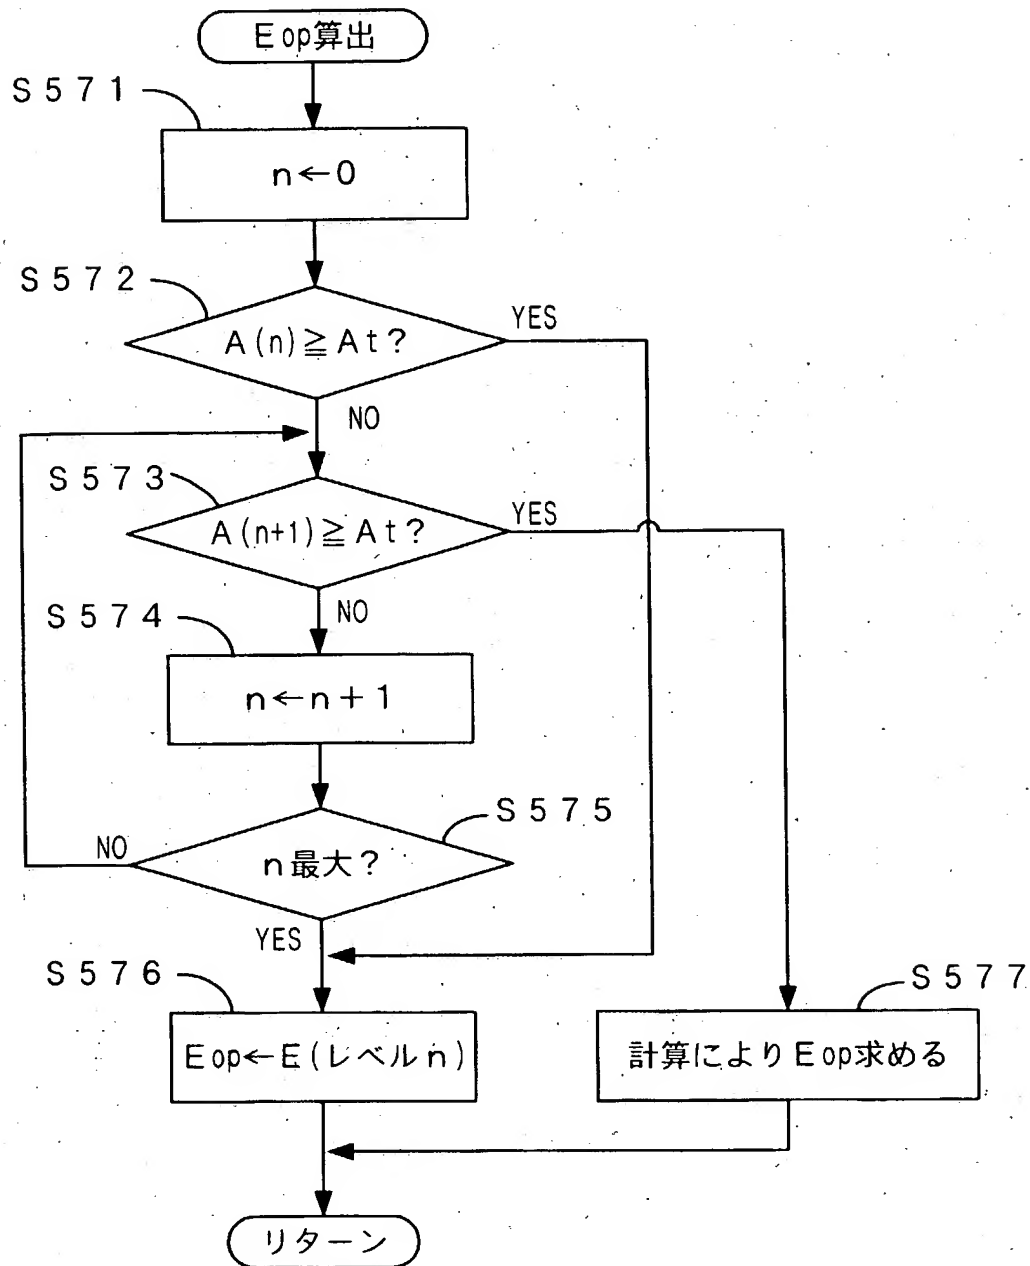 Eop算出
S571
n←0
S572
A(n)≧At?
YES
NO
S573
A(n+1)≧At?
YES
NO
S574
n←n+1
S575
n最大?
NO
YES
S576
Eop←E(レベルn)
S577
計算によりEop求める
リターン